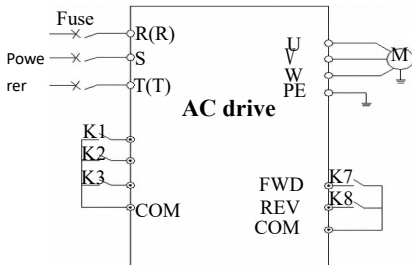 Fuse
R(R)
Powe
S
rer
T(T)
U
V
W
PE
M
AC drive
K1
K2
K3
COM
FWD
K7
REV
K8
COM